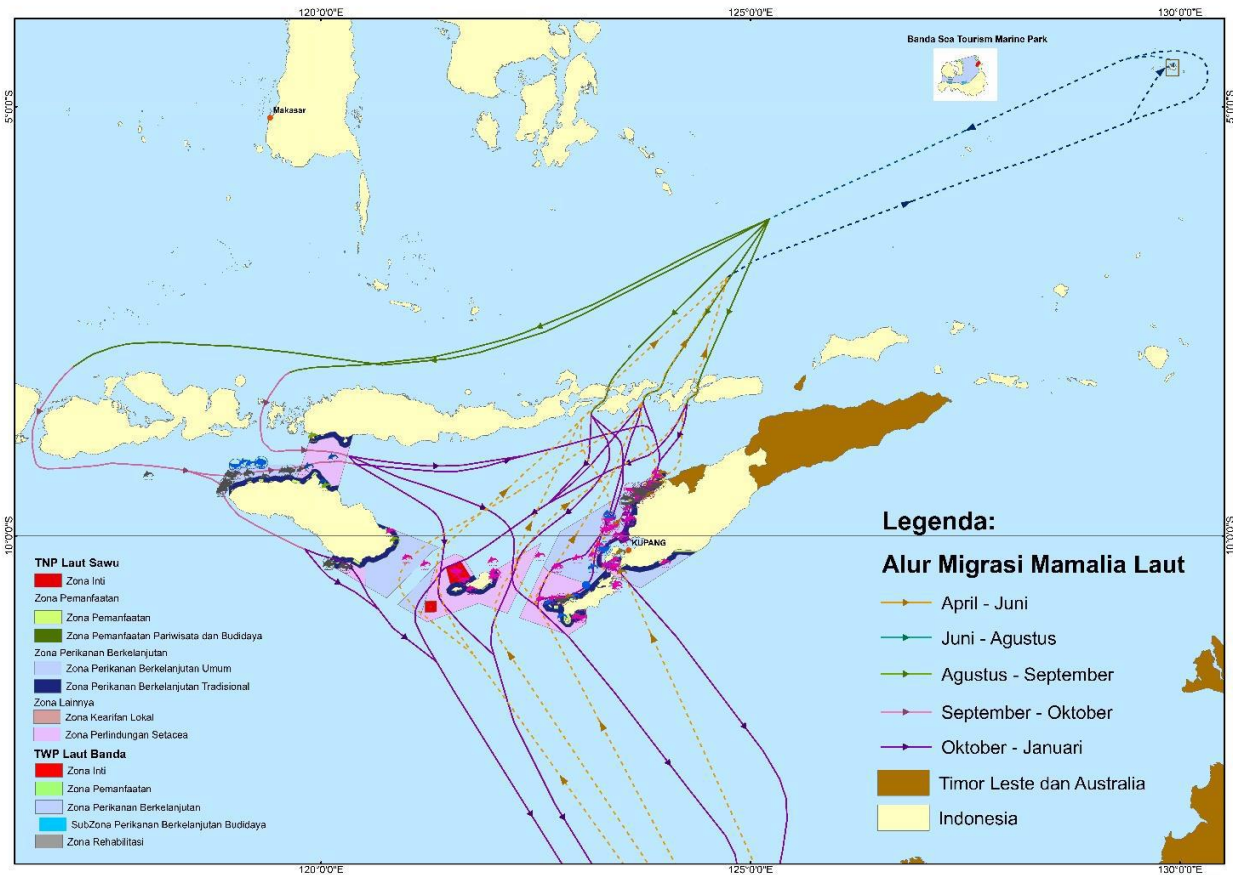 120°0'0"E
125°0'0"E
130°0'0"E
Banda Sea Tourism Marine Park
Makasar
5°0'0"S
5°0'0"S
10°0'0"S
10°0'0"S
KUPANG
TNP Laut Sawu
Zona Inti
Zona Pemanfaatan
Zona Pemanfaatan
Zona Pemanfaatan Pariwisata dan Budidaya
Zona Perikanan Berkelanjutan
Zona Perikanan Berkelanjutan Umum
Zona Perikanan Berkelanjutan Tradisional
Zona Lainnya
Zona Kearifan Lokal
Zona Perlindungan Setacea
TWP Laut Banda
Zona Inti
Zona Pemanfaatan
Zona Perikanan Berkelanjutan
SubZona Perikanan Berkelanjutan Budidaya
Zona Rehabilitasi
Legenda:
Alur Migrasi Mamalia Laut
April - Juni
Juni - Agustus
Agustus - September
September - Oktober
Oktober - Januari
Timor Leste dan Australia
Indonesia
120°0'0"E
125°0'0"E
130°0'0"E